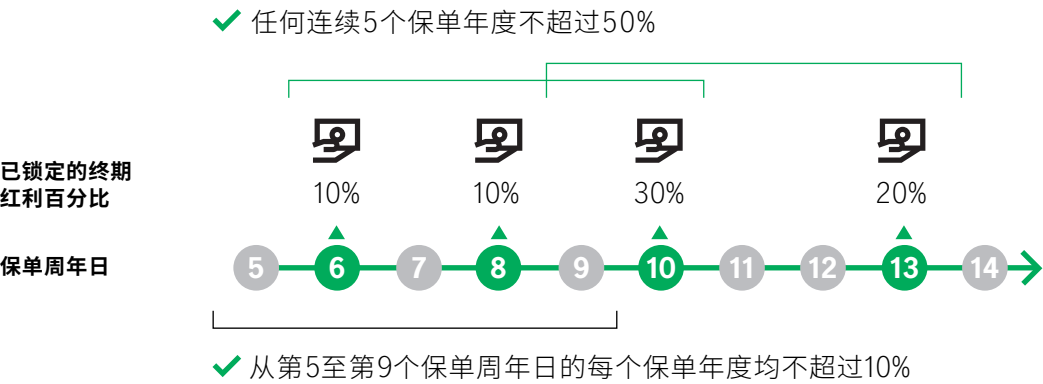 任何连续5个保单年度不超过50%
已锁定的终期
红利百分比
10% 10% 30% 20%
保单周年日
5 6 7 8 9 10 11 12 13 14
从第5至第9个保单周年日的每个保单年度均不超过10%